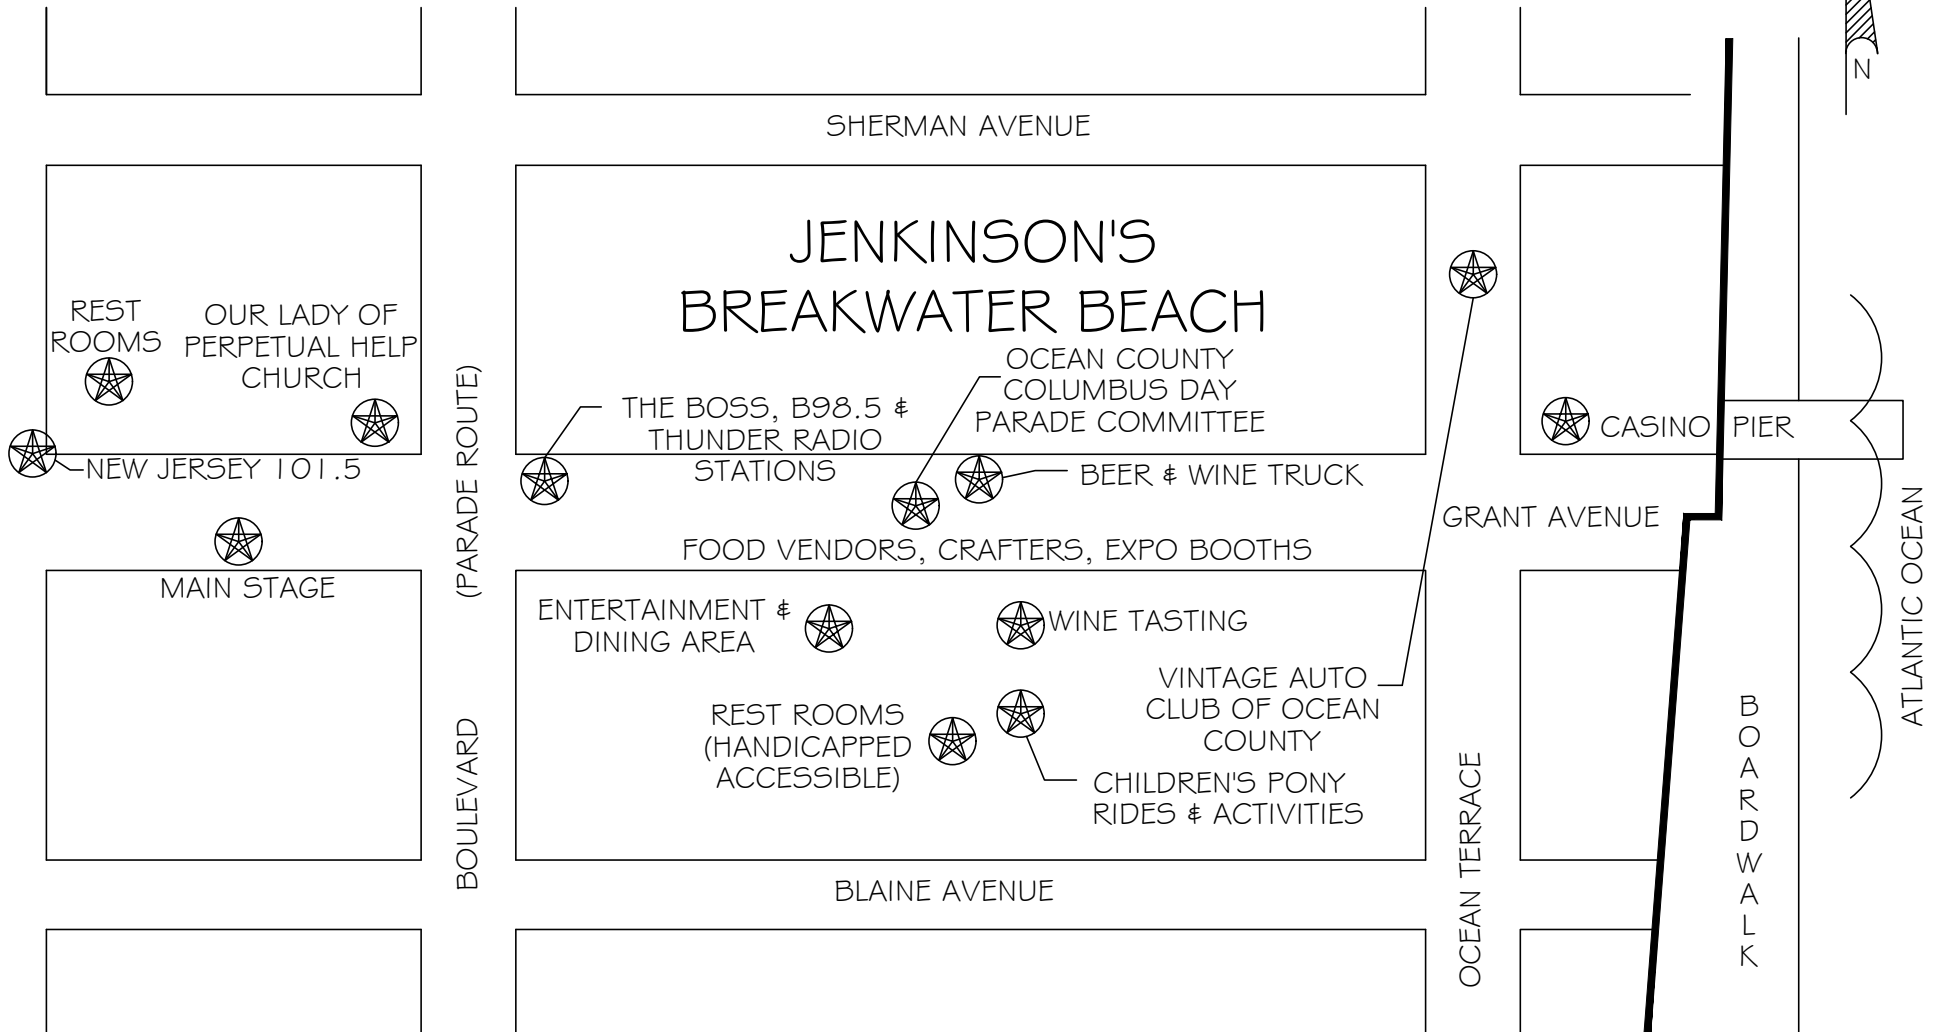 N
SHERMAN AVENUE
JENKINSON'S
BREAKWATER BEACH
REST
ROOMS
OUR LADY OF
PERPETUAL HELP
CHURCH
NEW JERSEY 101.5
MAIN STAGE
(PARADE ROUTE)
BOULEVARD
THE BOSS, B98.5 &
THUNDER RADIO
STATIONS
OCEAN COUNTY
COLUMBUS DAY
PARADE COMMITTEE
BEER & WINE TRUCK
CASINO PIER
GRANT AVENUE
FOOD VENDORS, CRAFTERS, EXPO BOOTHS
ENTERTAINMENT &
DINING AREA
WINE TASTING
REST ROOMS
(HANDICAPPED
ACCESSIBLE)
VINTAGE AUTO
CLUB OF OCEAN
COUNTY
CHILDREN'S PONY
RIDES & ACTIVITIES
BLAINE AVENUE
OCEAN TERRACE
BOARDWALK
ATLANTIC OCEAN